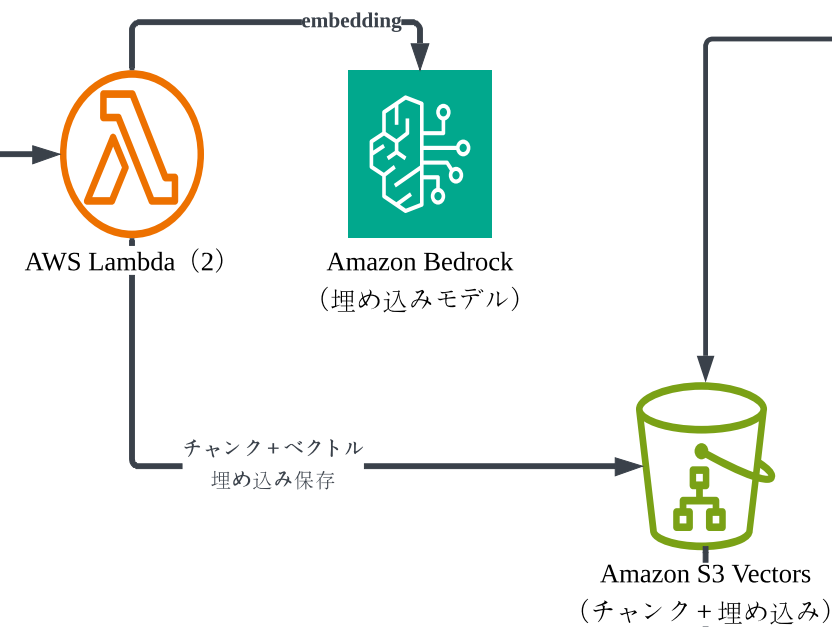 embedding
AWS Lambda（2）
Amazon Bedrock
（埋め込みモデル）
チャンク+ベクトル
埋め込み保存
Amazon S3 Vectors
（チャンク+埋め込み）